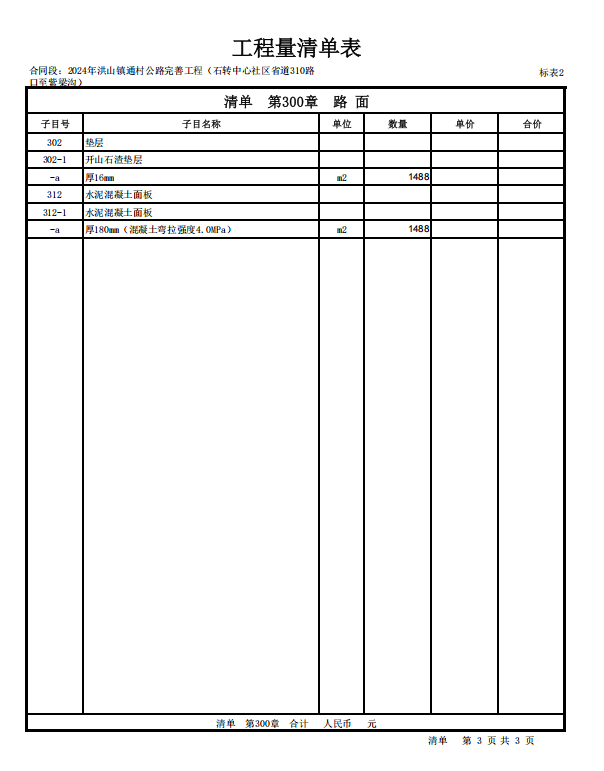 工程量清单表
合同段：2024年洪山镇通村公路完善工程（石转中心社区省道310路
口至紫梁沟）
标表2
清单 第300章 路 面
子目号 子目名称 单位 数量 单价 合价
302 垫层
302-1 开山石渣垫层
-a 厚16mm m2 1488
312 水泥混凝土面板
312-1 水泥混凝土面板
-a 厚180mm（混凝土弯拉强度4.0MPa） m2 1488
清单 第300章 合计 人民币 元
清单 第 3 页 共 3 页